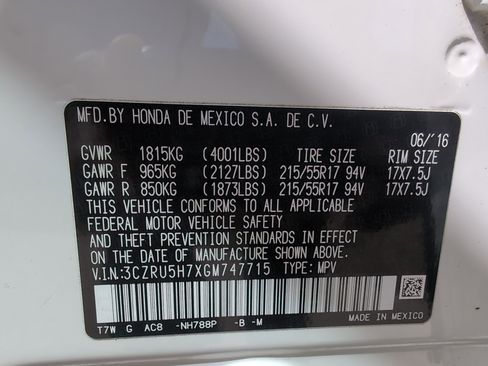 MFD.BY HONDA DE MEXICO S.A. DE C.V.
06/'16
GVWR 1815KG (4001LBS) TIRE SIZE RIM SIZE
GAWR F 965KG (2127LBS) 215/55R17 94V 17X7.5J
GAWR R 850KG (1873LBS) 215/55R17 94V 17X7.5J
THIS VEHICLE CONFORMS TO ALL APPLICABLE
FEDERAL MOTOR VEHICLE SAFETY
AND THEFT PREVENTION STANDARDS IN EFFECT
ON THE DATE OF MANUFACTURE SHOWN ABOVE.
V.I.N.:3CZRU5H7XGM747715 TYPE: MPV
T7W G AC8 -NH788P -B -M
MADE IN MEXICO